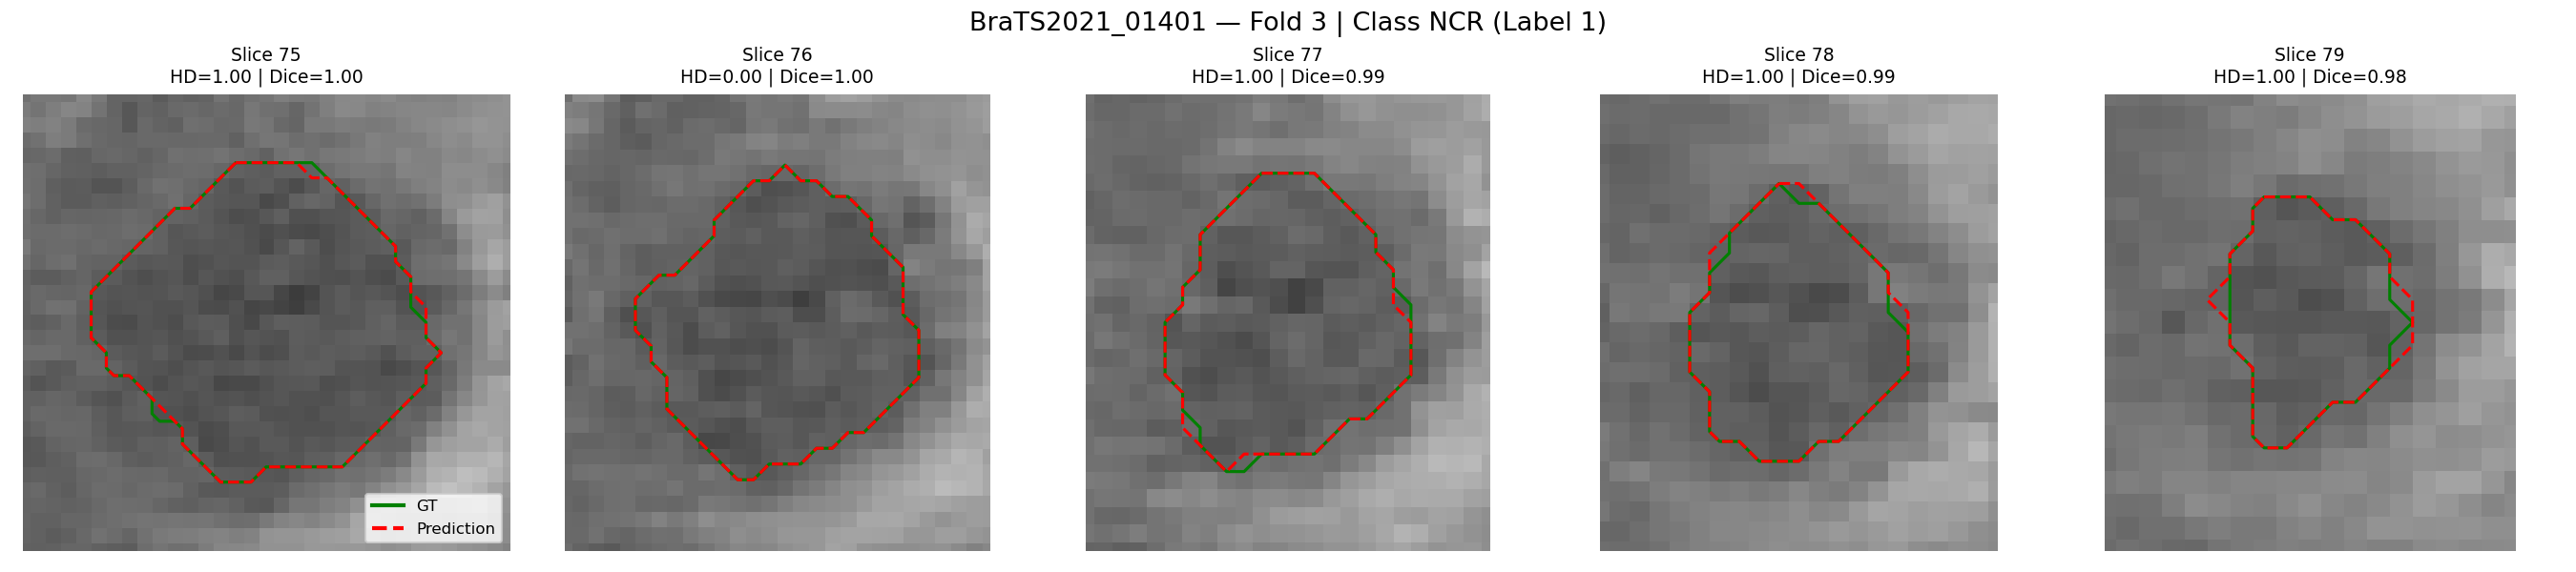 BraTS2021_01401 — Fold 3 | Class NCR (Label 1)
Slice 75
HD=1.00 | Dice=1.00
Slice 76
HD=0.00 | Dice=1.00
Slice 77
HD=1.00 | Dice=0.99
Slice 78
HD=1.00 | Dice=0.99
Slice 79
HD=1.00 | Dice=0.98
GT
Prediction